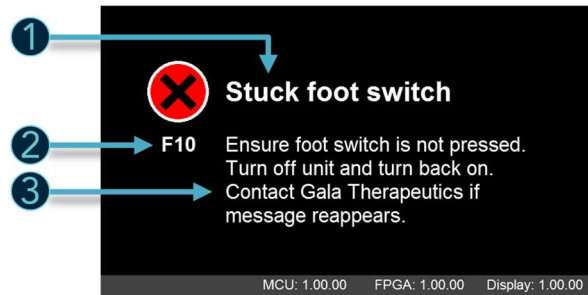 1
Stuck foot switch
2
F10
Ensure foot switch is not pressed.
Turn off unit and turn back on.
3
Contact Gala Therapeutics if
message reappears.
MCU: 1.00.00 FPGA: 1.00.00 Display: 1.00.00